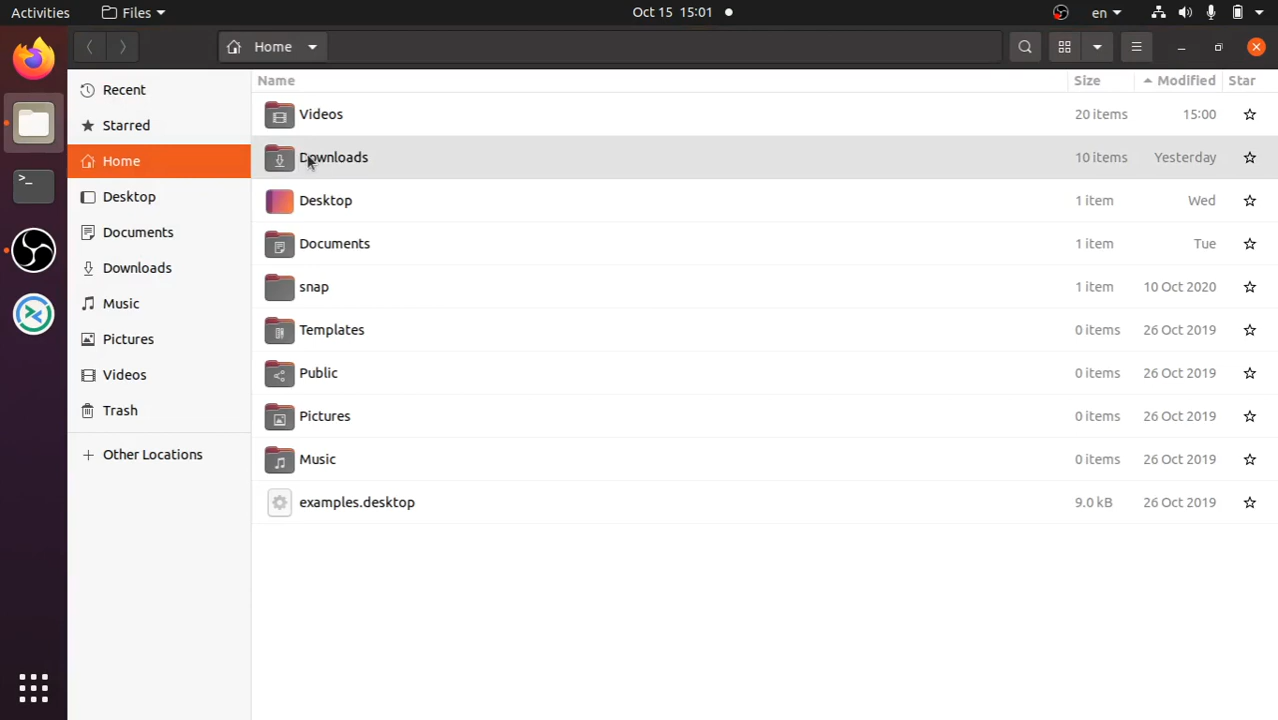 Activities Files Oct 15 15:01 en
Home
Recent
Starred
Home
Desktop
Documents
Downloads
Music
Pictures
Videos
Trash
Other Locations
Name Size Modified Star
Videos 20 items 15:00
Downloads 10 items Yesterday
Desktop 1 item Wed
Documents 1 item Tue
snap 1 item 10 Oct 2020
Templates 0 items 26 Oct 2019
Public 0 items 26 Oct 2019
Pictures 0 items 26 Oct 2019
Music 0 items 26 Oct 2019
examples.desktop 9.0 kB 26 Oct 2019